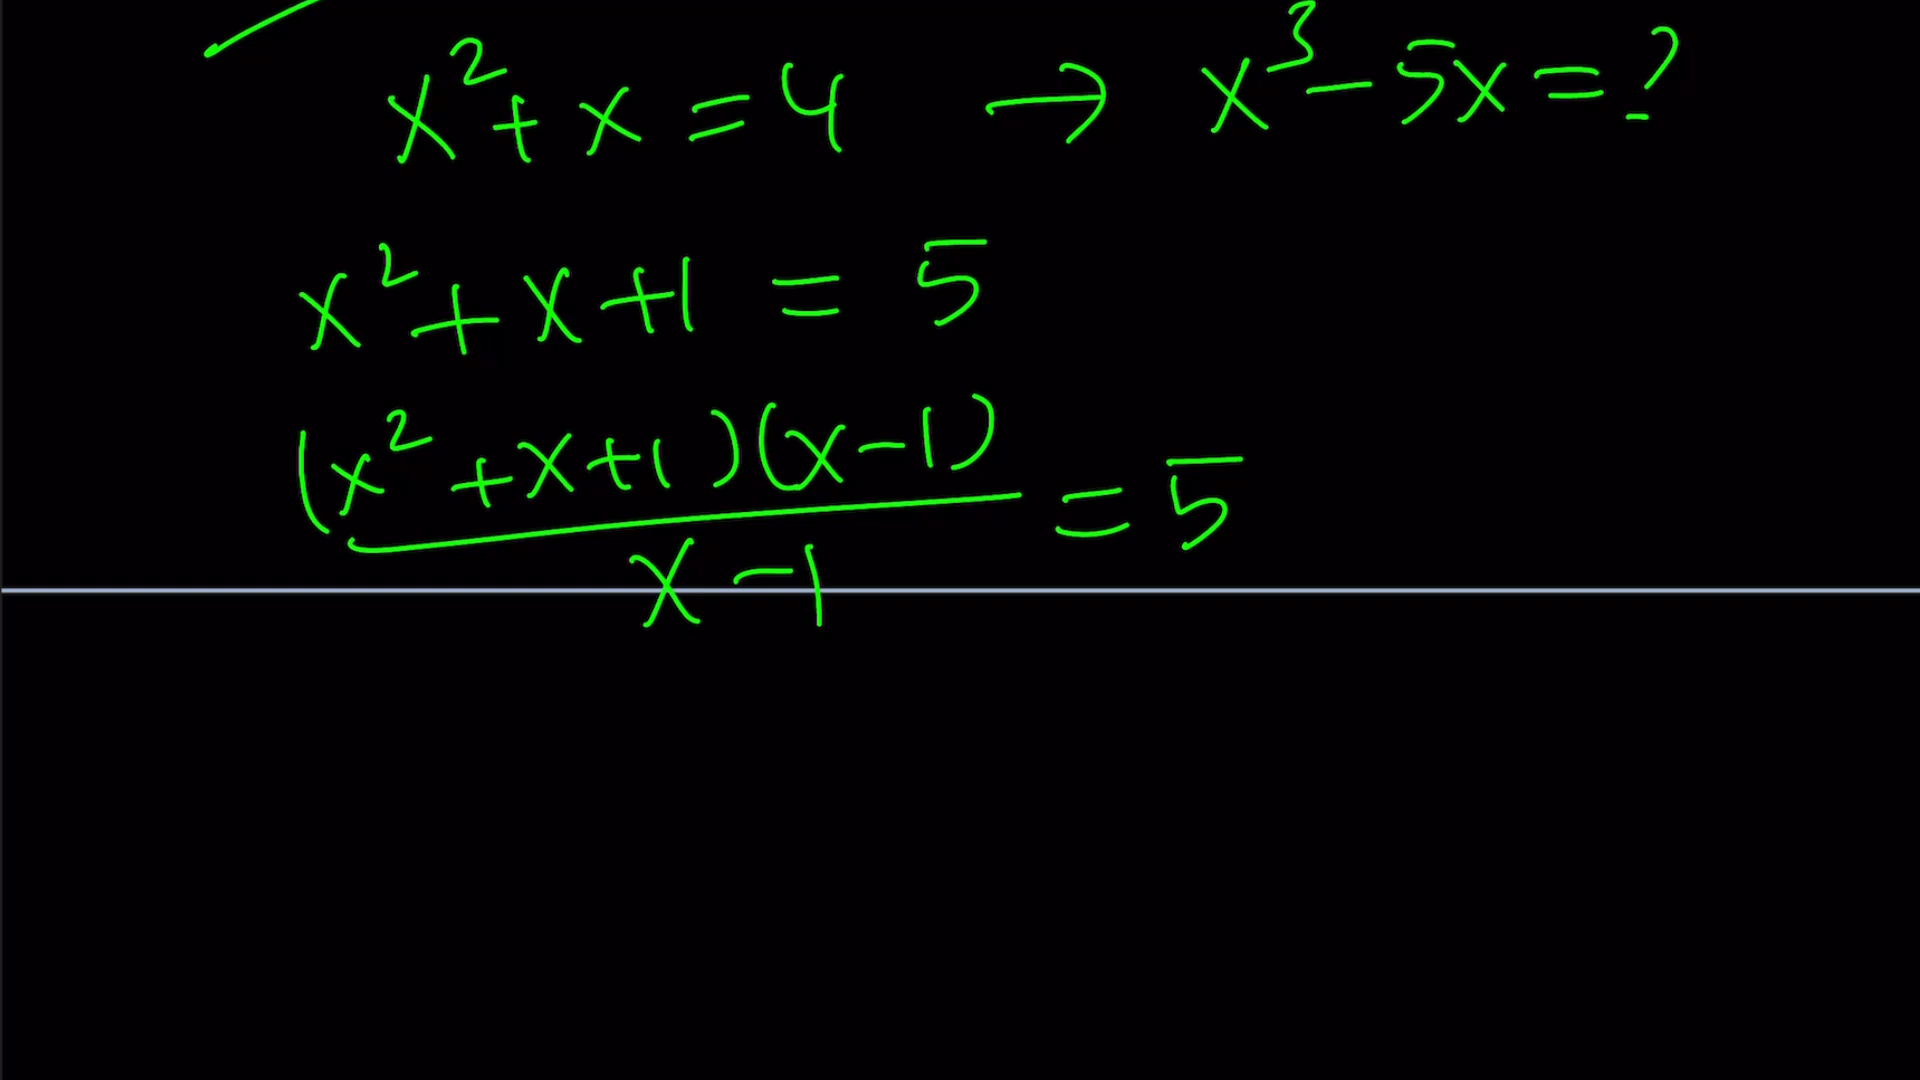 x² + x = 4 → x³ - 5x = ?
x² + x + 1 = 5
(x² + x + 1)(x - 1)
= 5
x - 1